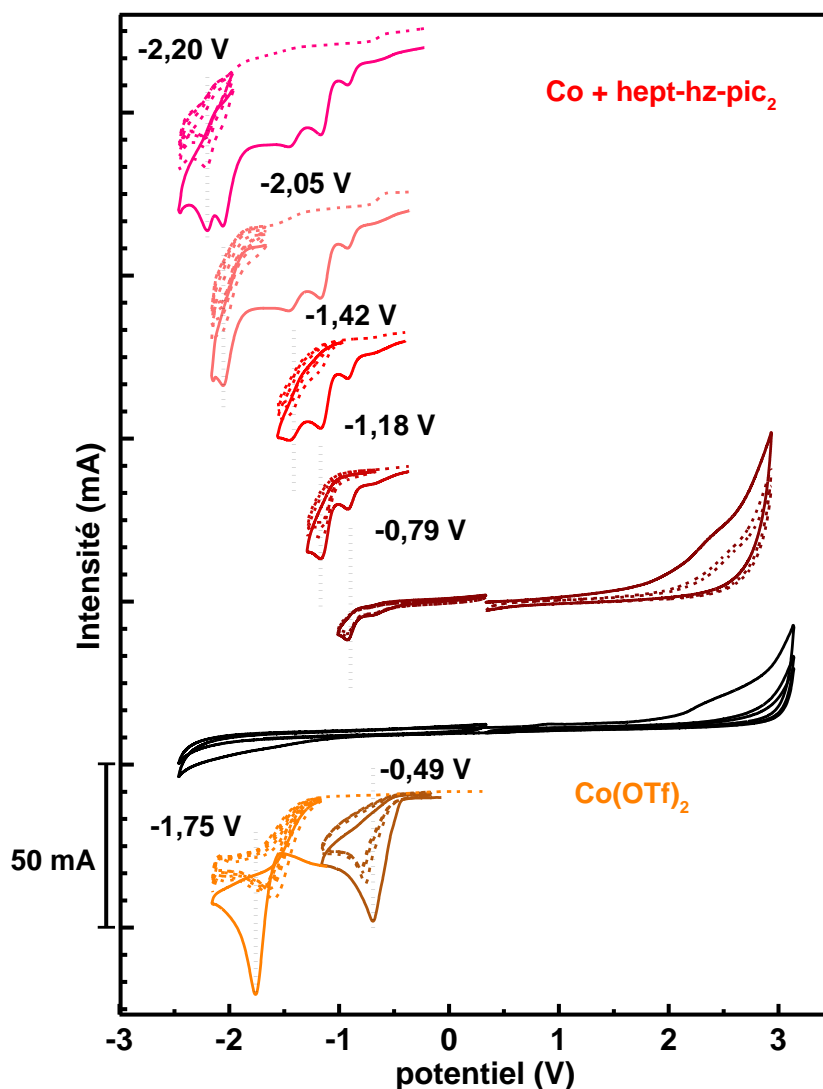 -2,20 V
Co + hept-hz-pic₂
-2,05 V
-1,42 V
-1,18 V
-0,79 V
-0,49 V
Co(OTf)₂
-1,75 V
50 mA
Intensité (mA)
-3 -2 -1 0 1 2 3
potentiel (V)